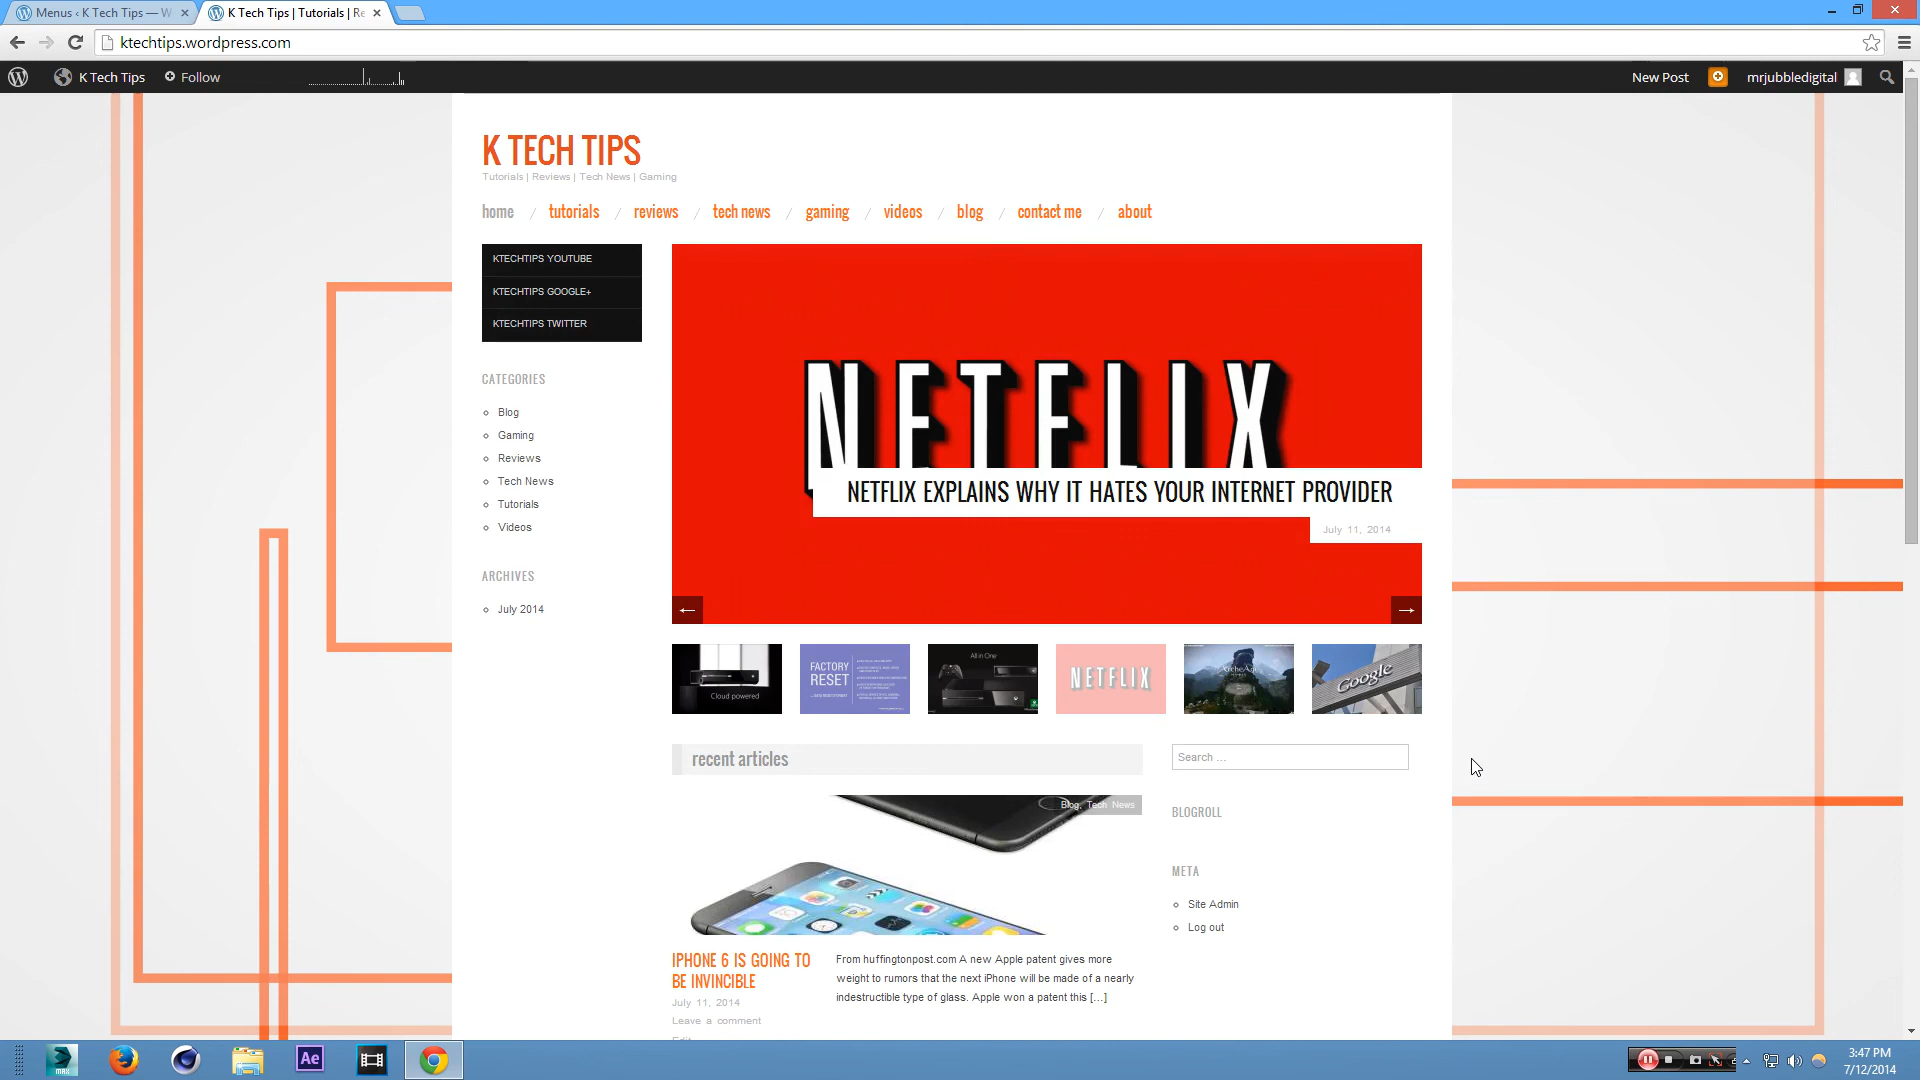 Menus ‹ K Tech Tips — W
K Tech Tips | Tutorials | Re
ktechtips.wordpress.com
K Tech Tips
Follow
New Post
mrjubbledigital
K TECH TIPS
Tutorials | Reviews | Tech News | Gaming
home / tutorials / reviews / tech news / gaming / videos / blog / contact me / about
KTECHTIPS YOUTUBE
KTECHTIPS GOOGLE+
KTECHTIPS TWITTER
CATEGORIES
Blog
Gaming
Reviews
Tech News
Tutorials
Videos
ARCHIVES
July 2014
NETFLIX
NETFLIX EXPLAINS WHY IT HATES YOUR INTERNET PROVIDER
July 11, 2014
Cloud powered
FACTORY
RESET
All in One
NETFLIX
ArcheAge
Google
recent articles
Search ...
Blog, Tech News
BLOGROLL
META
Site Admin
Log out
IPHONE 6 IS GOING TO
BE INVINCIBLE
July 11, 2014
Leave a comment
Edit
From huffingtonpost.com A new Apple patent gives more
weight to rumors that the next iPhone will be made of a nearly
indestructible type of glass. Apple won a patent this [...]
MAX
Ae
3:47 PM
7/12/2014